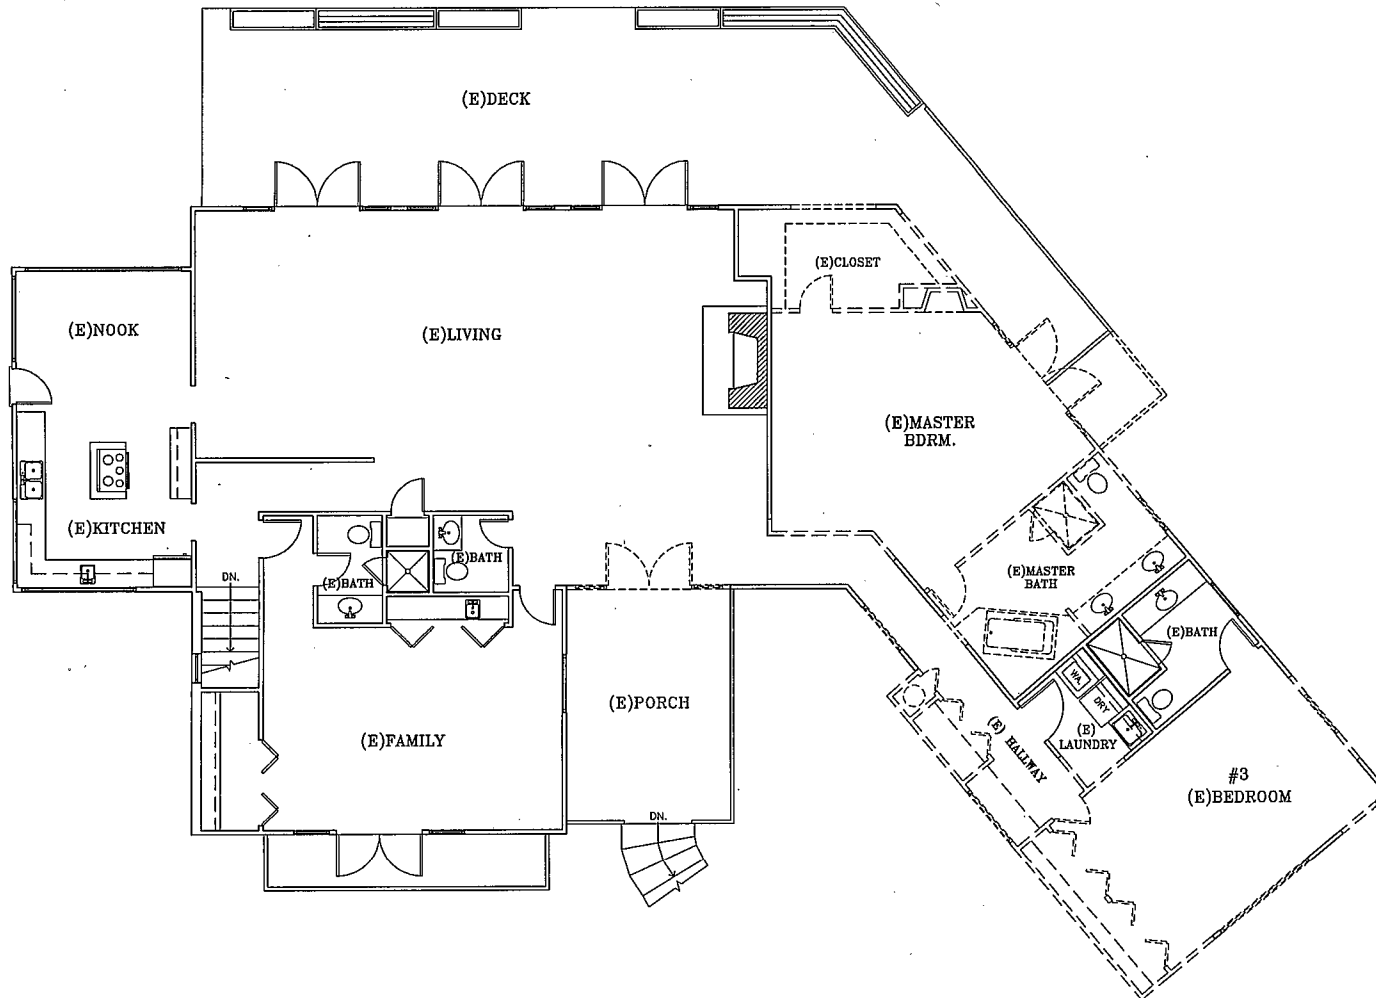 (E)DECK
(E)CLOSET
(E)NOOK
(E)LIVING
(E)MASTER
BDRM.
(E)KITCHEN
(E)BATH
(E)BATH
DN.
(E)MASTER
BATH
(E)BATH
WA.
DRY
(E)
LAUNDRY
(E) HALLWAY
(E)PORCH
(E)FAMILY
#3
(E)BEDROOM
DN.